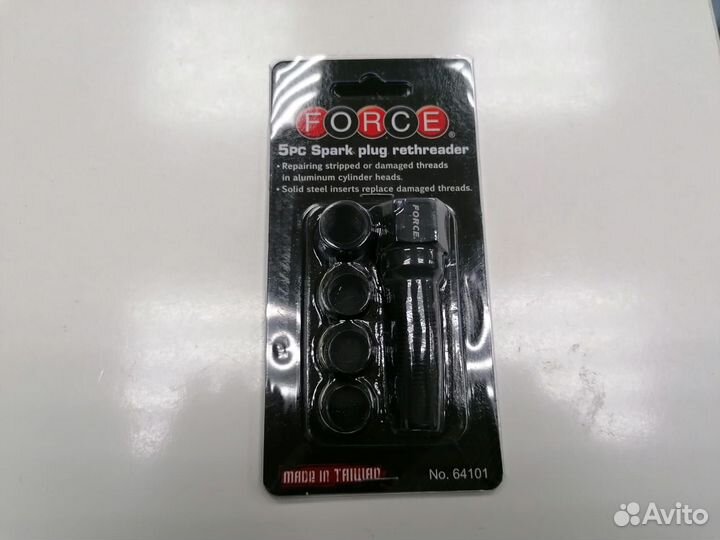 FORCE®
5PC Spark plug rethreader
• Repairing stripped or damaged threads
in aluminum cylinder heads.
• Solid steel inserts replace damaged threads.
FORCE
MADE IN TAIWAN
No. 64101
Avito